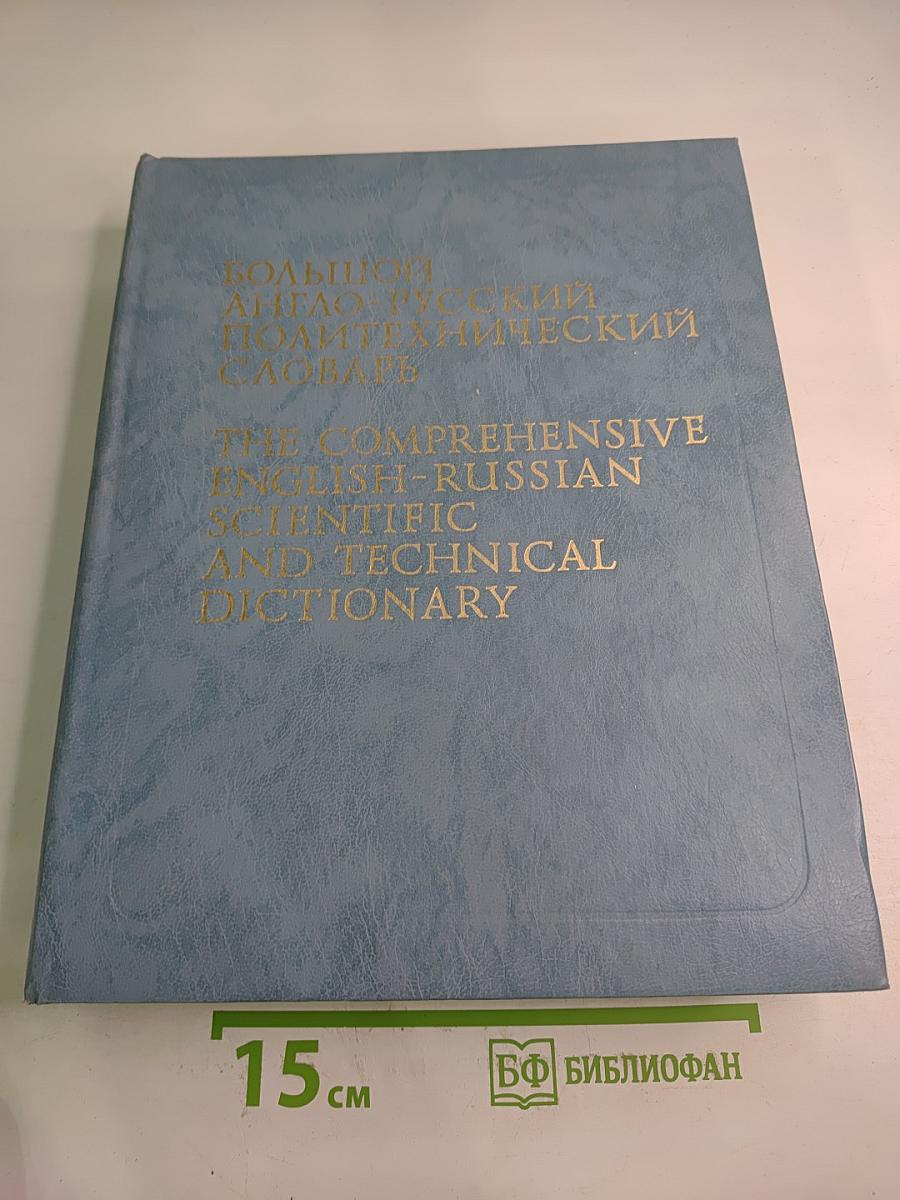 БОЛЬШОЙ
АНГЛО-РУССКИЙ
ПОЛИТЕХНИЧЕСКИЙ
СЛОВАРЬ
THE COMPREHENSIVE
ENGLISH-RUSSIAN
SCIENTIFIC
AND TECHNICAL
DICTIONARY
15 см
БФ БИБЛИОФАН